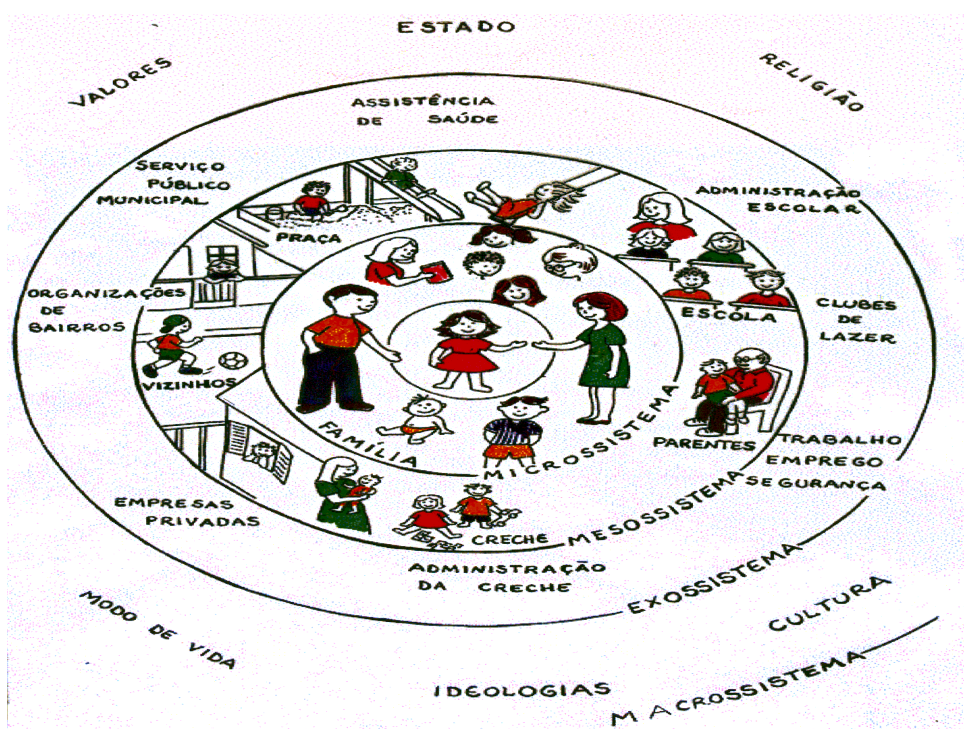 ESTADO
VALORES
RELIGIÃO
ASSISTÊNCIA
DE SAÚDE
SERVIÇO
PÚBLICO
MUNICIPAL
ADMINISTRAÇÃO
ESCOLAR
PRAÇA
ORGANIZAÇÕES
DE
BAIRROS
ESCOLA
CLUBES
DE
LAZER
VIZINHOS
FAMÍLIA
MICROSSISTEMA
PARENTES
TRABALHO
EMPREGO
SEGURANÇA
EMPRESAS
PRIVADAS
CRECHE
MESOSSISTEMA
ADMINISTRAÇÃO
DA CRECHE
EXOSSISTEMA
MODO DE VIDA
CULTURA
IDEOLOGIAS
MACROSSISTEMA